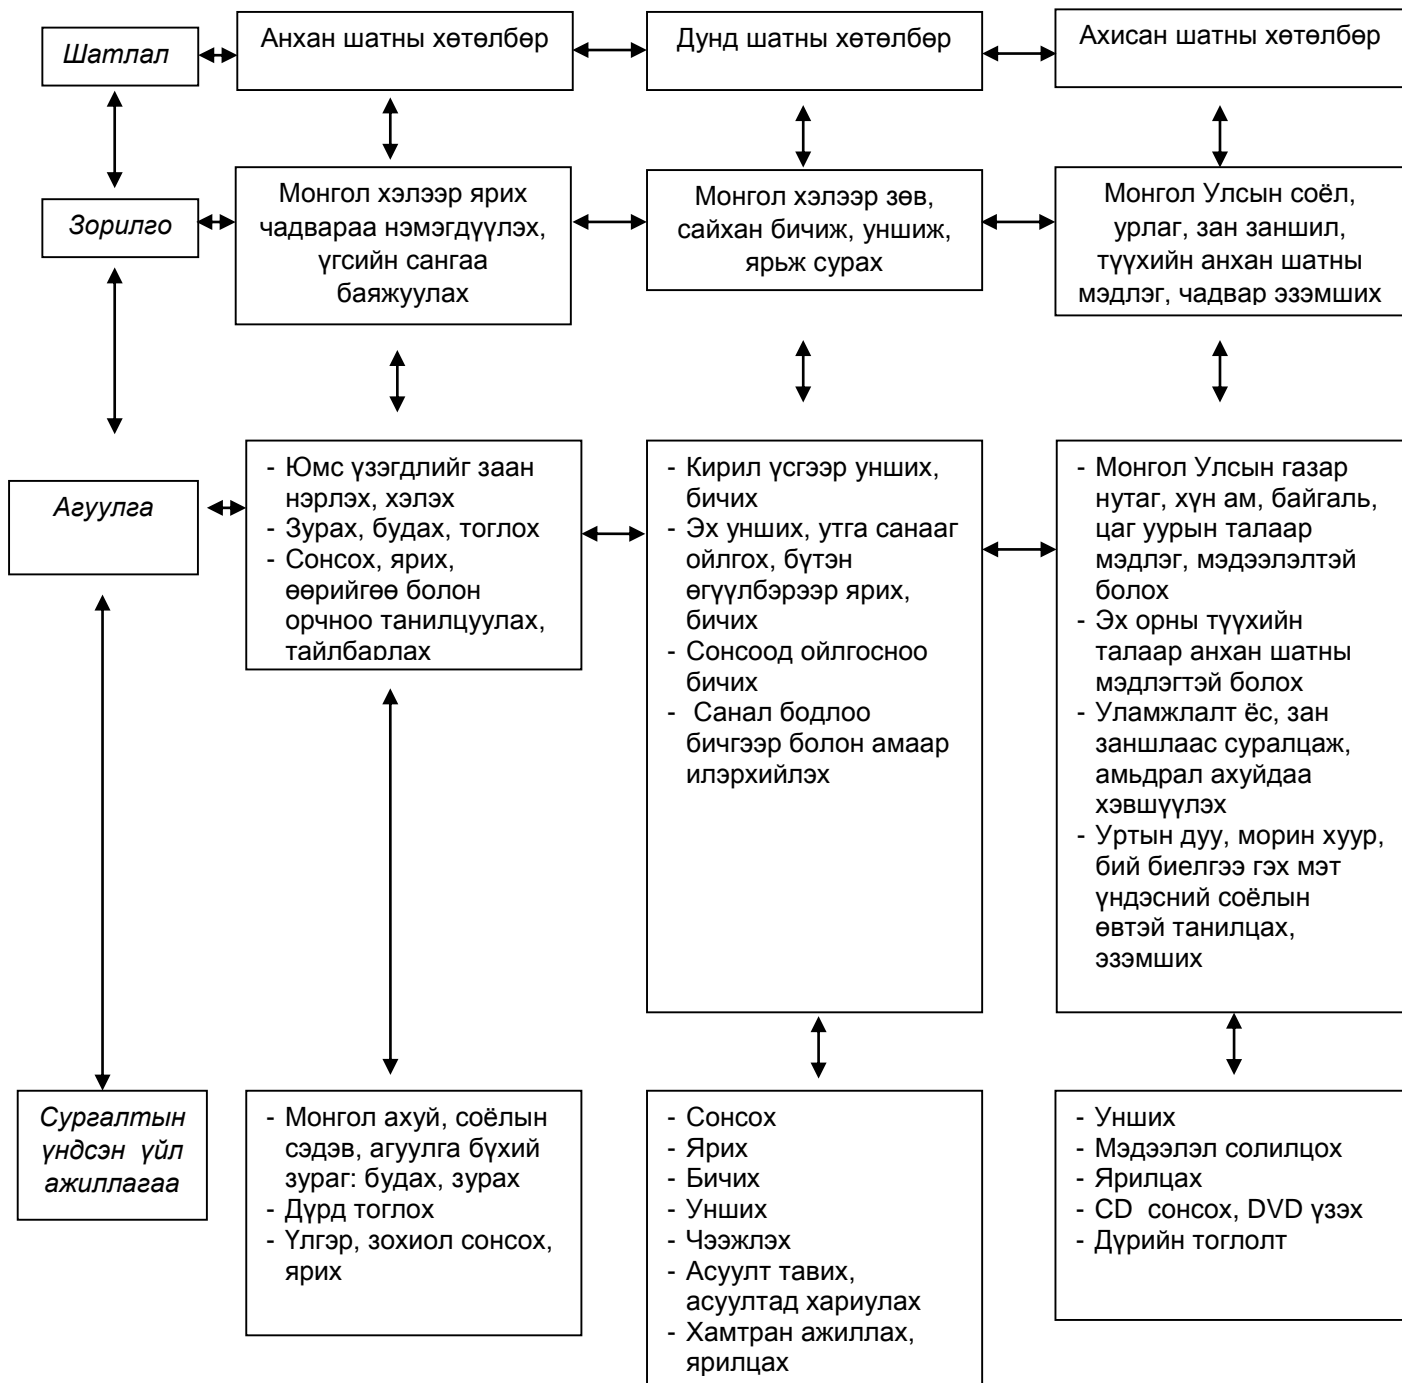 Шатлал
Анхан шатны хөтөлбөр
Дунд шатны хөтөлбөр
Ахисан шатны хөтөлбөр
Зорилго
Монгол хэлээр ярих
чадвараа нэмэгдүүлэх,
үгсийн сангаа
баяжуулах
Монгол хэлээр зөв,
сайхан бичиж, уншиж,
ярьж сурах
Монгол Улсын соёл,
урлаг, зан заншил,
түүхийн анхан шатны
мэдлэг, чадвар эзэмших
Агуулга
- Юмс үзэгдлийг заан
нэрлэх, хэлэх
- Зурах, будах, тоглох
- Сонсох, ярих,
өөрийгөө болон
орчноо танилцуулах,
тайлбарлах
- Кирил үсгээр унших,
бичих
- Эх унших, утга санааг
ойлгох, бүтэн
өгүүлбэрээр ярих,
бичих
- Сонсоод ойлгосноо
бичих
- Санал бодлоо
бичгээр болон амаар
илэрхийлэх
- Монгол Улсын газар
нутаг, хүн ам, байгаль,
цаг уурын талаар
мэдлэг, мэдээлэлтэй
болох
- Эх орны түүхийн
талаар анхан шатны
мэдлэгтэй болох
- Уламжлалт ёс, зан
заншлаас суралцаж,
амьдрал ахуйдаа
хэвшүүлэх
- Уртын дуу, морин хуур,
бий биелгээ гэх мэт
үндэсний соёлын
өвтэй танилцах,
эзэмших
Сургалтын
үндсэн үйл
ажиллагаа
- Монгол ахуй, соёлын
сэдэв, агуулга бүхий
зураг: будах, зурах
- Дүрд тоглох
- Үлгэр, зохиол сонсох,
ярих
- Сонсох
- Ярих
- Бичих
- Унших
- Чээжлэх
- Асуулт тавих,
асуултад хариулах
- Хамтран ажиллах,
ярилцах
- Унших
- Мэдээлэл солилцох
- Ярилцах
- CD сонсох, DVD үзэх
- Дүрийн тоглолт